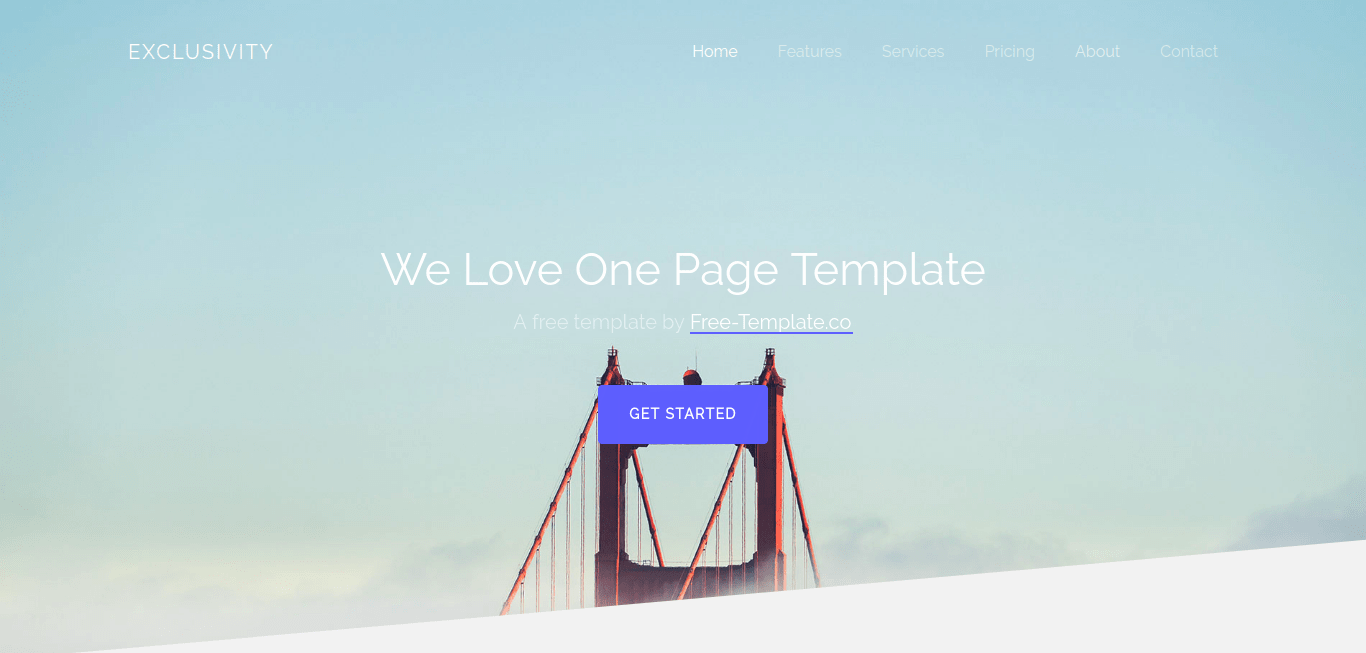 EXCLUSIVITY Home Features Services Pricing About Contact
We Love One Page Template
A free template by Free-Template.co
GET STARTED